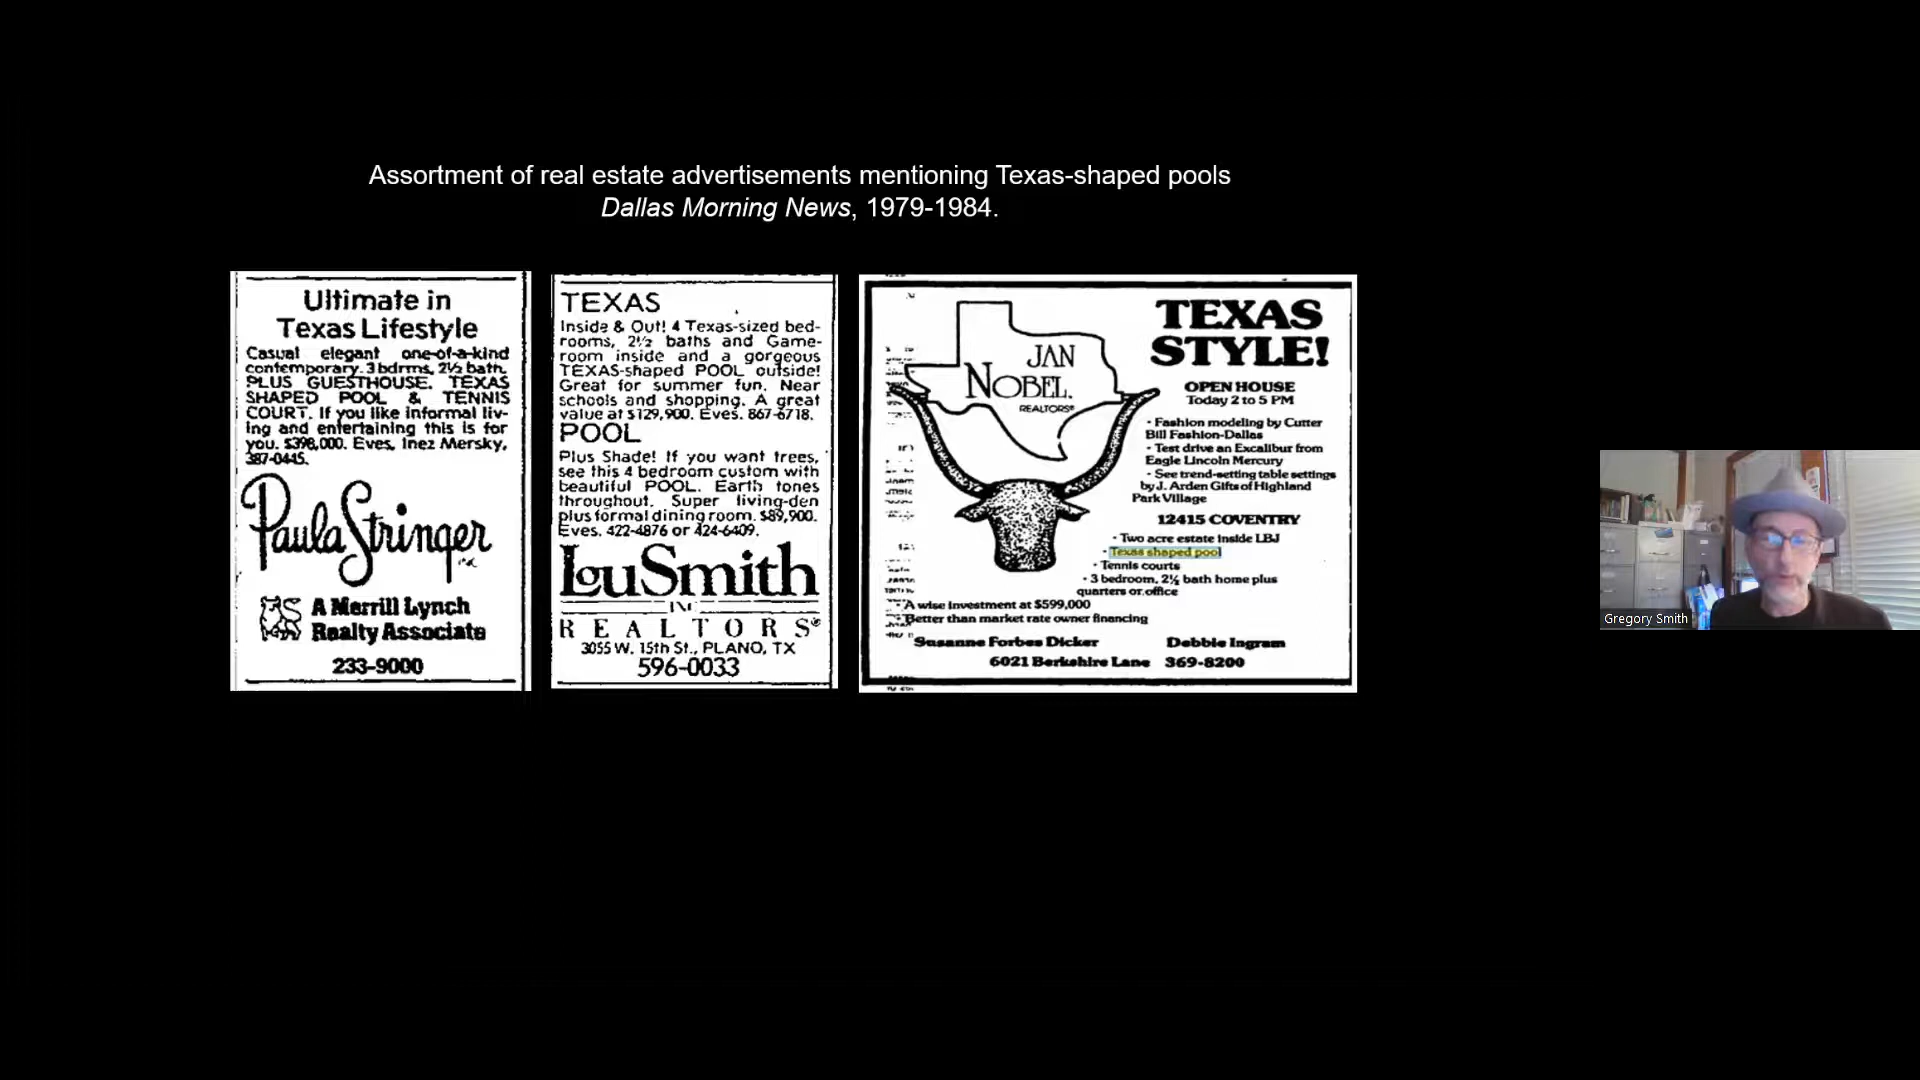 Assortment of real estate advertisements mentioning Texas-shaped pools
Dallas Morning News, 1979-1984.
Ultimate in
Texas Lifestyle
Casual elegant one-of-a-kind
contemporary. 3 bdrms, 2½ bath,
PLUS GUESTHOUSE. TEXAS
SHAPED POOL & TENNIS
COURT. If you like informal liv-
ing and entertaining this is for
you. $398,000. Eves. Inez Mersky,
387-0445.
Paula Stringer
A Merrill Lynch
Realty Associate
233-9000
TEXAS
Inside & Out! 4 Texas-sized bed-
rooms, 2½ baths and Game-
room inside and a gorgeous
TEXAS-shaped POOL outside!
Great for summer fun. Near
schools and shopping. A great
value at $129,900. Eves. 867-6718.
POOL
Plus Shade! If you want trees,
see this 4 bedroom custom with
beautiful POOL. Earth tones
throughout. Super living-den
plus formal dining room. $89,900.
Eves. 422-4876 or 424-6409.
Lou Smith
INC
REALTORS®
3055 W. 15th St., PLANO, TX
596-0033
JAN
NOBEL.
REALTORS®
TEXAS
STYLE!
OPEN HOUSE
Today 2 to 5 PM
· Fashion modeling by Cutter
Bill Fashion-Dallas
· Test drive an Excalibur from
Eagle Lincoln Mercury
· See trend-setting table settings
by J. Arden Gifts of Highland
Park Village
12415 COVENTRY
· Two acre estate inside LBJ
· Texas shaped pool
· Tennis courts
· 3 bedroom, 2½ bath home plus
quarters or office
· A wise investment at $599,000
· Better than market rate owner financing
Susanne Forbes Dicker Debbie Ingram
6021 Berkshire Lane 369-8200
Gregory Smith